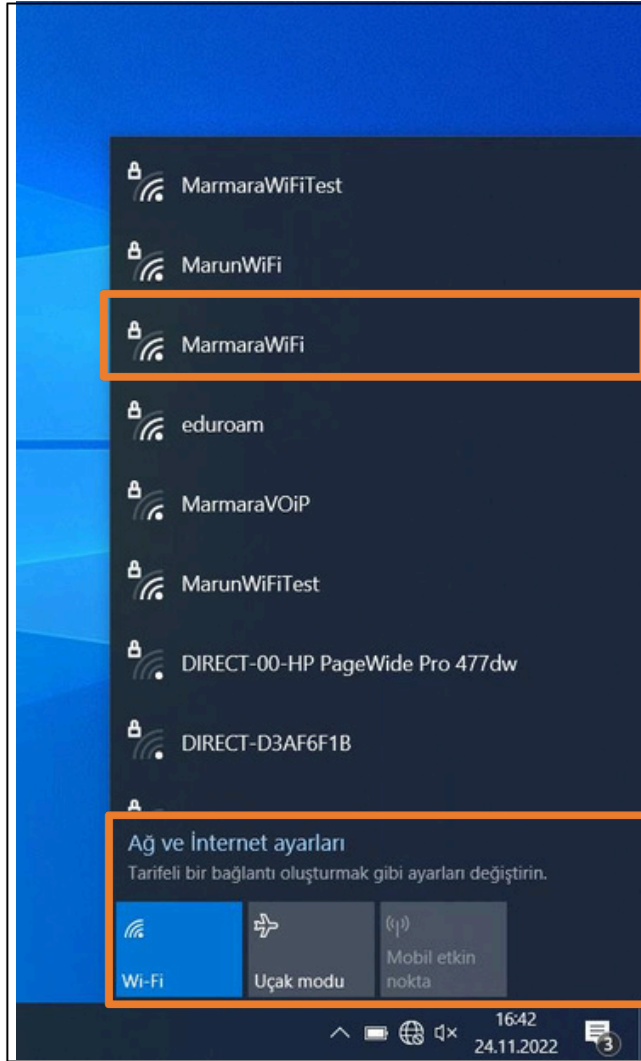 MarmaraWiFiTest
MarunWiFi
MarmaraWiFi
eduroam
MarmaraVOiP
MarunWiFiTest
DIRECT-00-HP PageWide Pro 477dw
DIRECT-D3AF6F1B
Ağ ve İnternet ayarları
Tarifeli bir bağlantı oluşturmak gibi ayarları değiştirin.
Wi-Fi
Uçak modu
Mobil etkin
nokta
16:42
24.11.2022
3